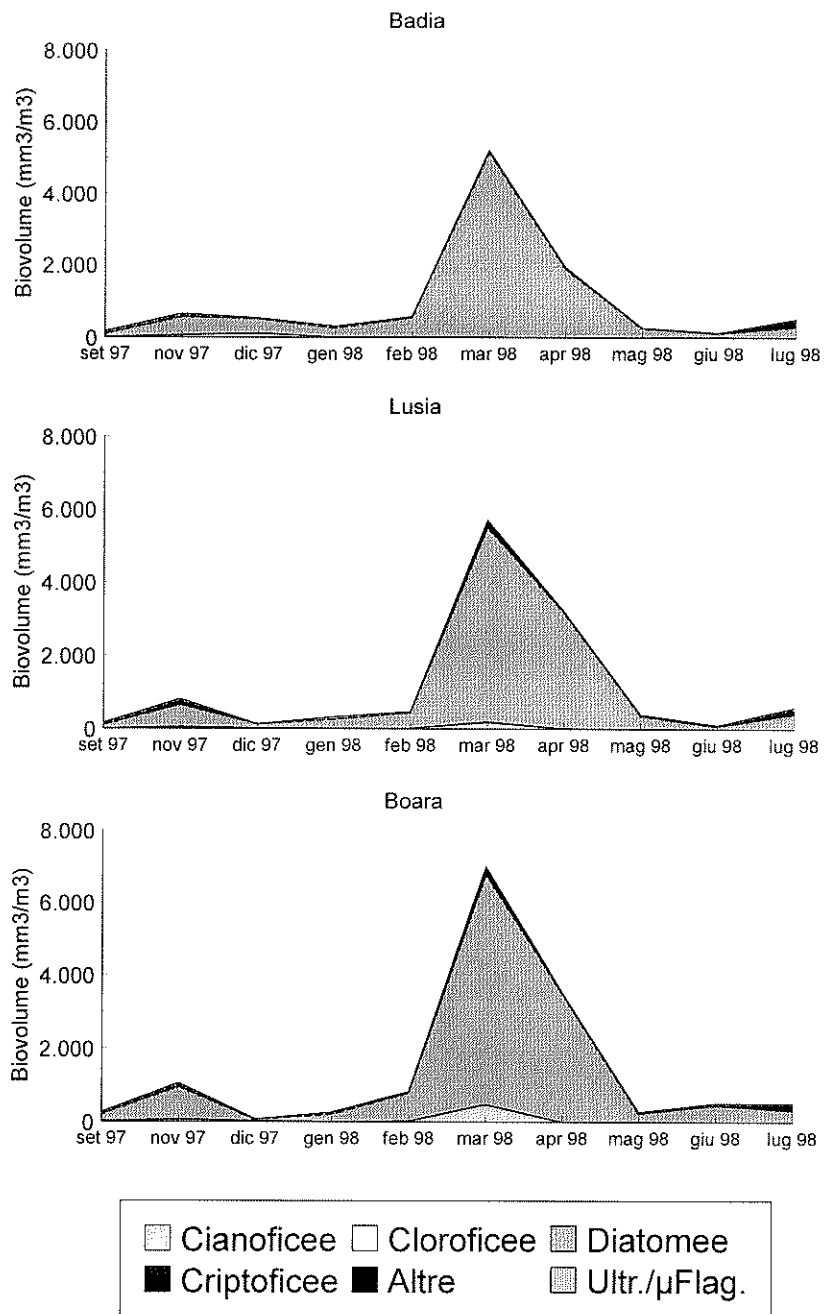 Badia
8.000
6.000
4.000
2.000
0
Biovolume (mm3/m3)
set 97 nov 97 dic 97 gen 98 feb 98 mar 98 apr 98 mag 98 giu 98 lug 98
Lusia
8.000
6.000
4.000
2.000
0
Biovolume (mm3/m3)
set 97 nov 97 dic 97 gen 98 feb 98 mar 98 apr 98 mag 98 giu 98 lug 98
Boara
8.000
6.000
4.000
2.000
0
Biovolume (mm3/m3)
set 97 nov 97 dic 97 gen 98 feb 98 mar 98 apr 98 mag 98 giu 98 lug 98
Cianoficee Cloroficee Diatomee
Criptoficee Altre Ultr./µFlag.